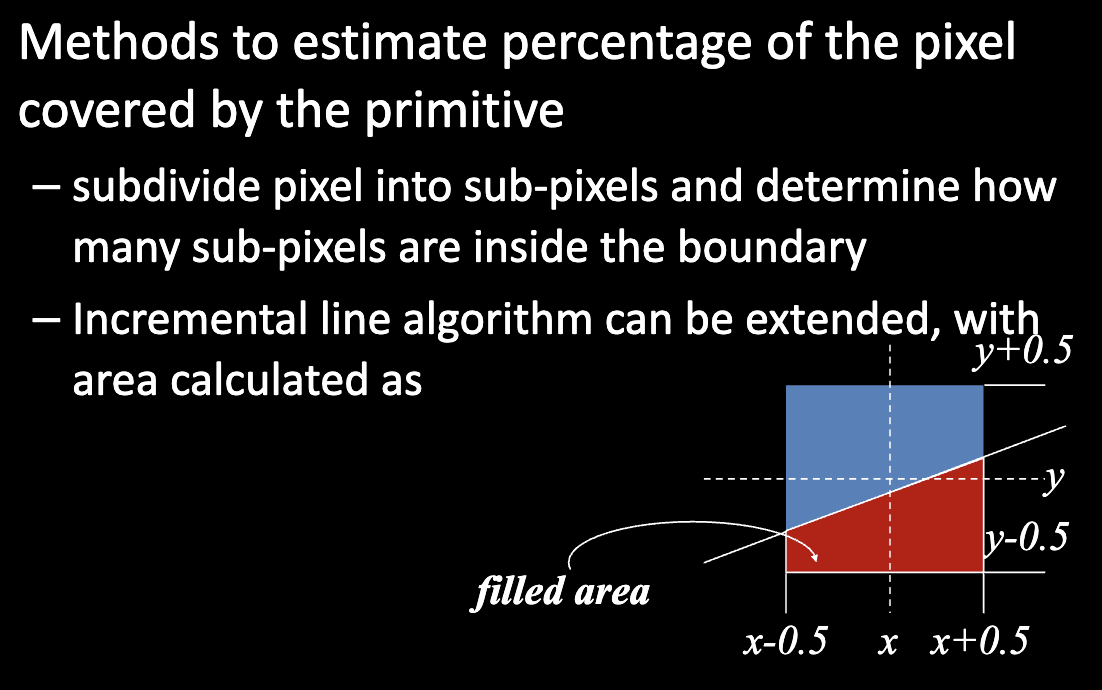 Methods to estimate percentage of the pixel
covered by the primitive
– subdivide pixel into sub-pixels and determine how
many sub-pixels are inside the boundary
– Incremental line algorithm can be extended, with
area calculated as
y+0.5
y
y-0.5
filled area
x-0.5 x x+0.5